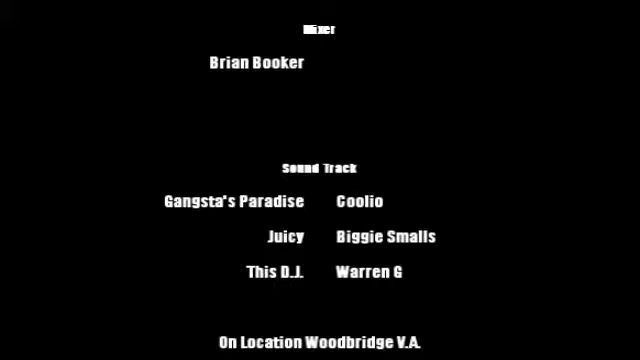 Mixer
Brian Booker
Sound Track
Gangsta's Paradise Coolio
Juicy Biggie Smalls
This D.J. Warren G
On Location Woodbridge V.A.